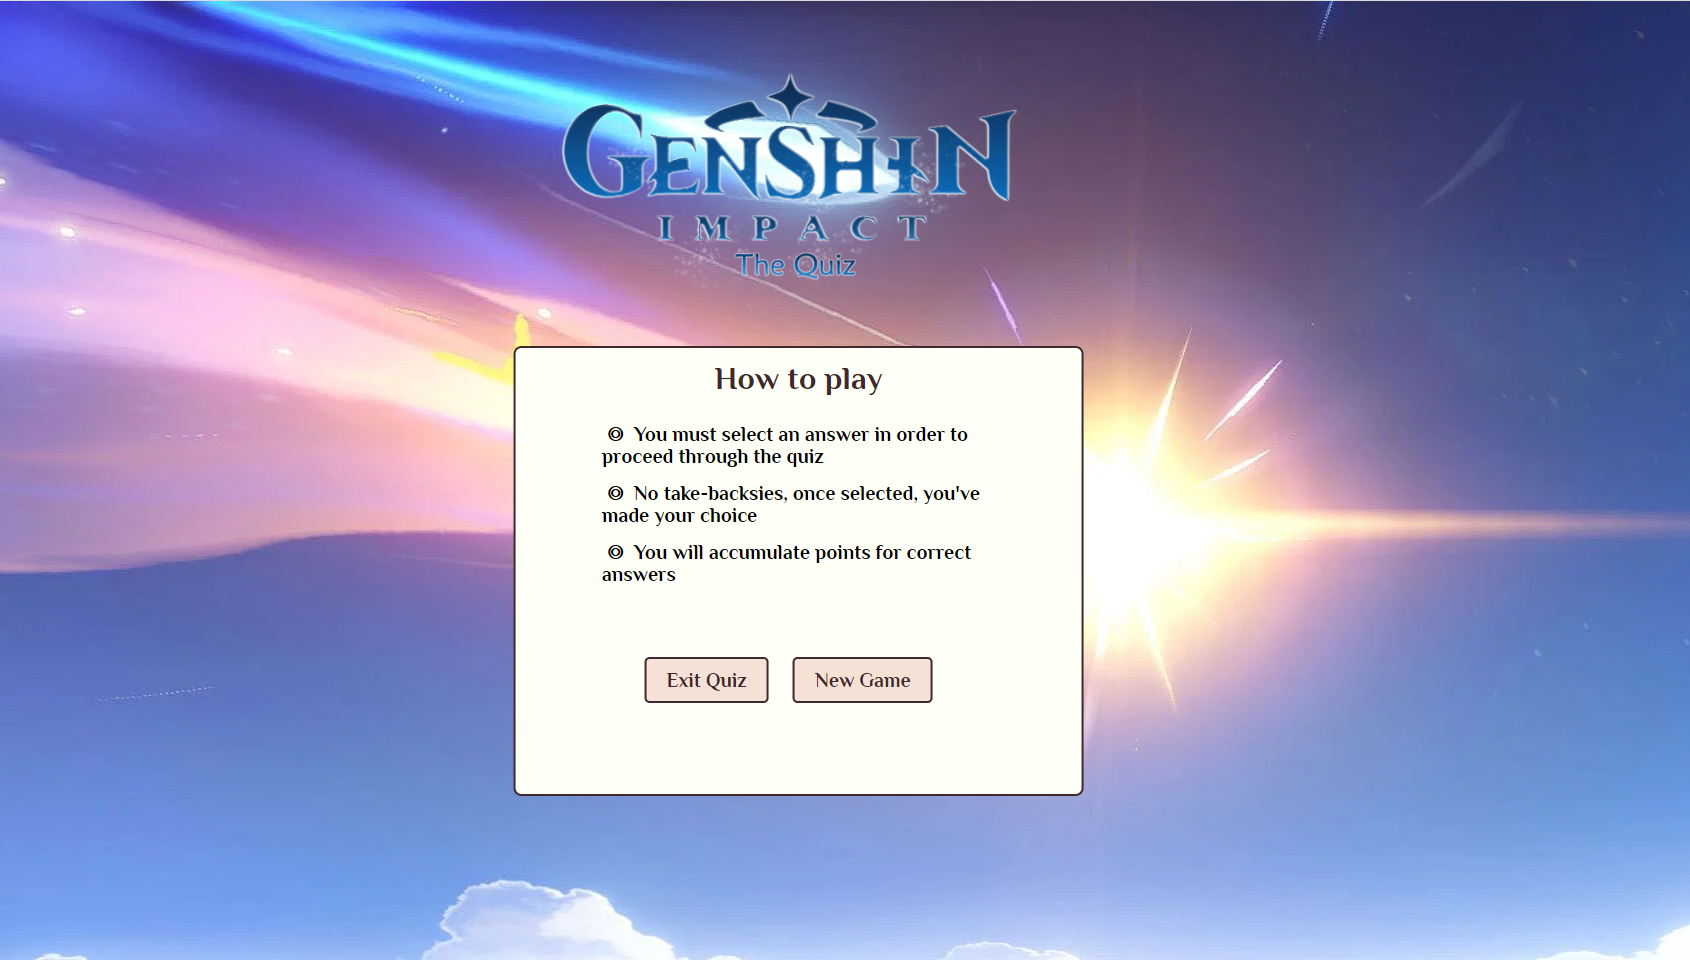 GENSHIN
IMPACT
The Quiz
How to play
You must select an answer in order to
proceed through the quiz
No take-backsies, once selected, you've
made your choice
You will accumulate points for correct
answers
Exit Quiz
New Game